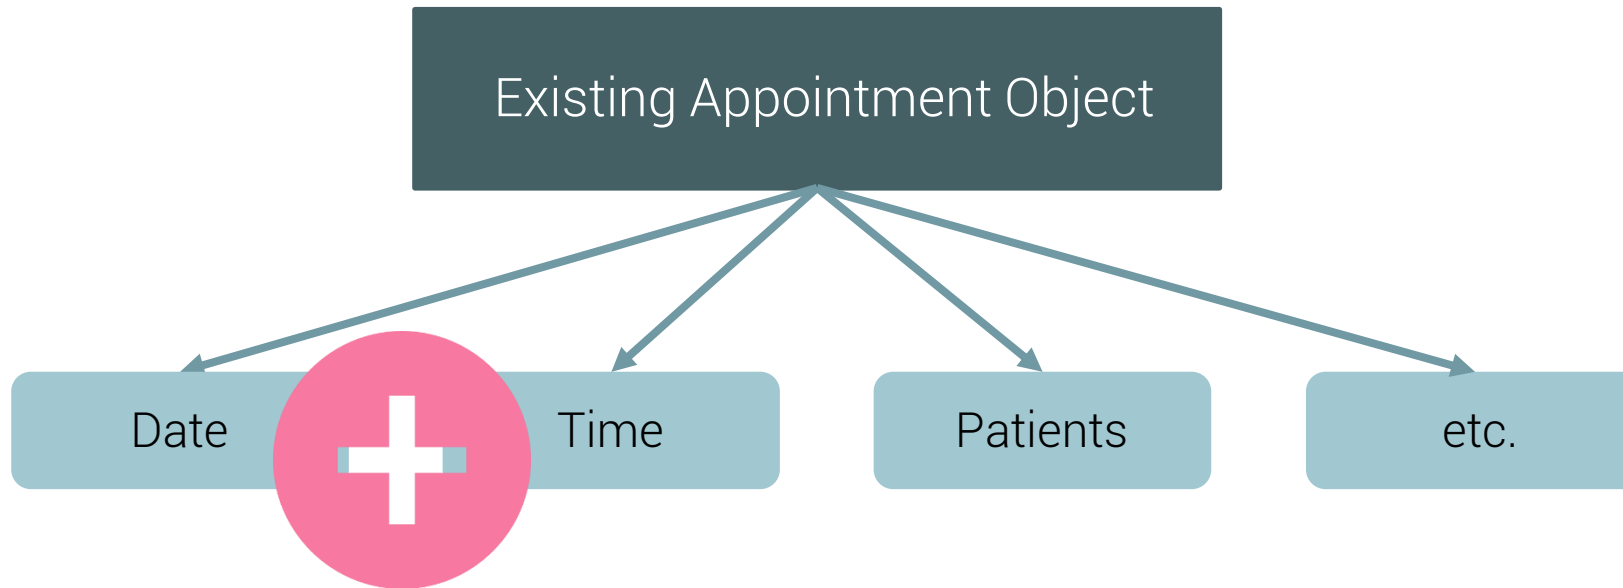 Existing Appointment Object
Date
Time
Patients
etc.